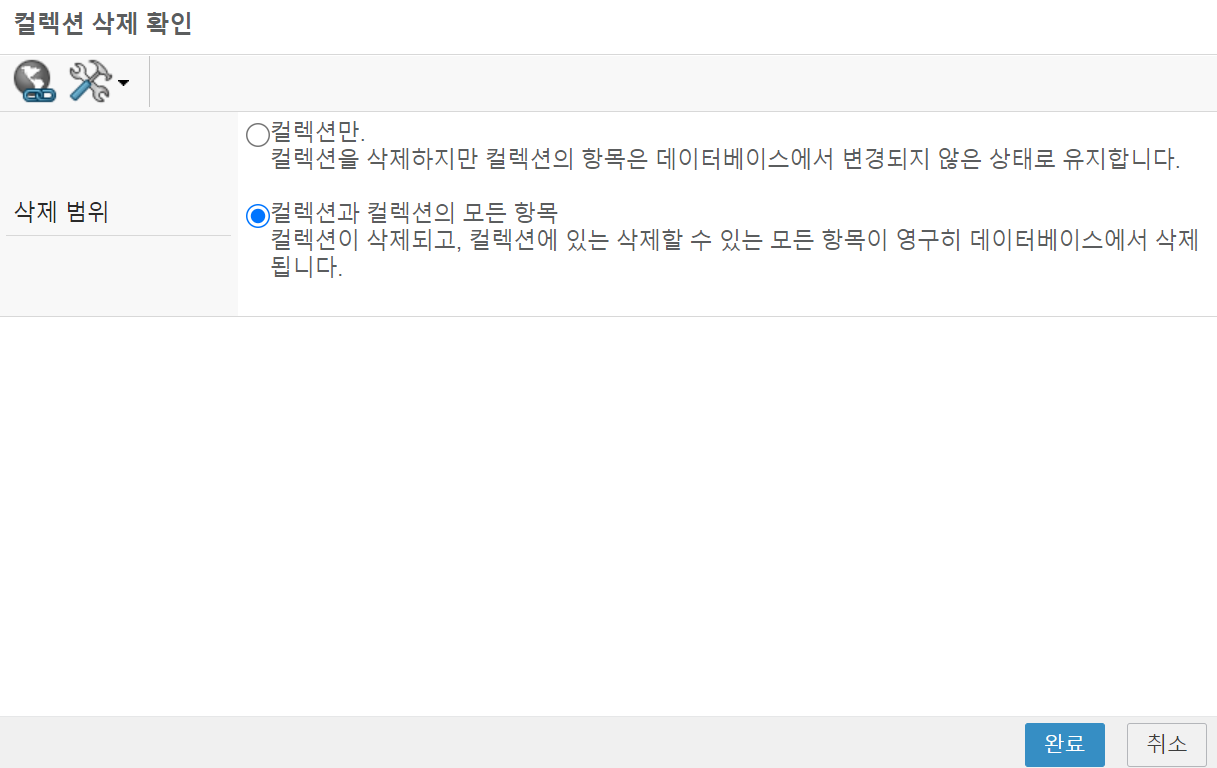 컬렉션 삭제 확인
컬렉션만.
컬렉션을 삭제하지만 컬렉션의 항목은 데이터베이스에서 변경되지 않은 상태로 유지합니다.
삭제 범위
컬렉션과 컬렉션의 모든 항목
컬렉션이 삭제되고, 컬렉션에 있는 삭제할 수 있는 모든 항목이 영구히 데이터베이스에서 삭제
됩니다.
완료
취소